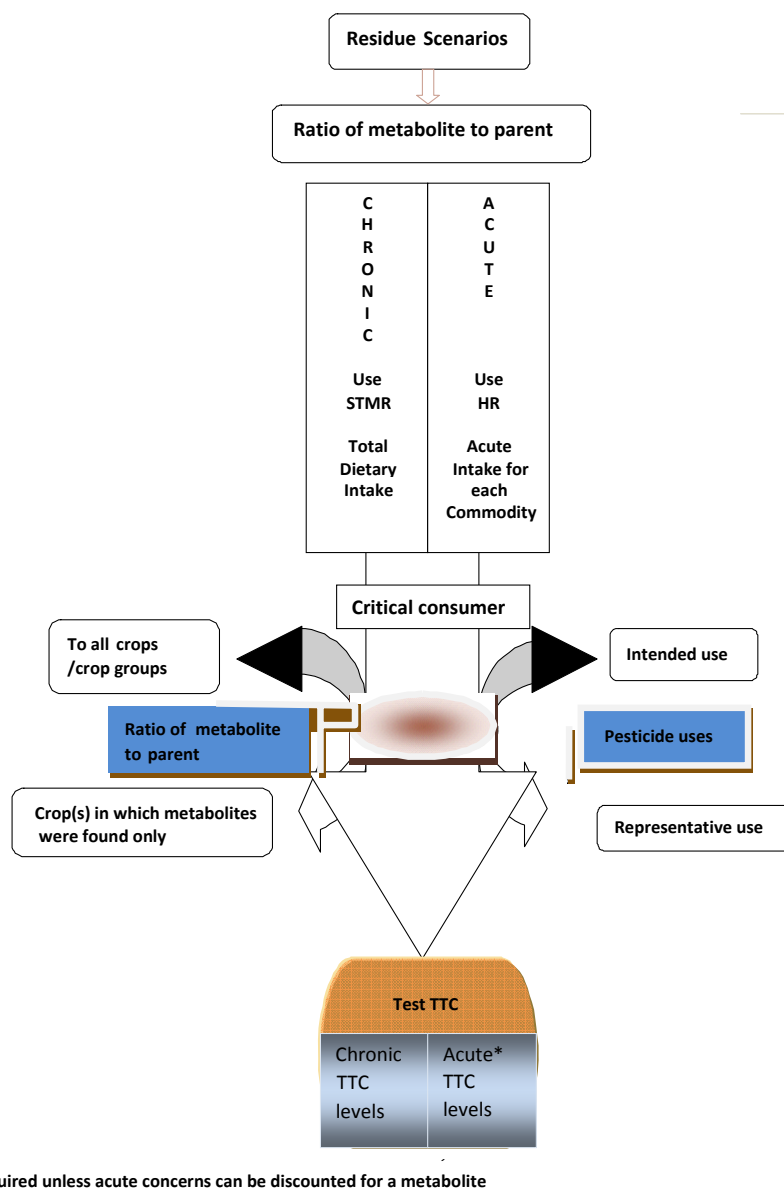 Residue Scenarios
Ratio of metabolite to parent
C
H
R
O
N
I
C
Use
STMR
Total
Dietary
Intake
A
C
U
T
E
Use
HR
Acute
Intake for
each
Commodity
Critical consumer
To all crops
/crop groups
Intended use
Ratio of metabolite
to parent
Pesticide uses
Crop(s) in which metabolites
were found only
Representative use
Test TTC
Chronic
TTC
levels
Acute*
TTC
levels
unless acute concerns can be discounted for a metabolite